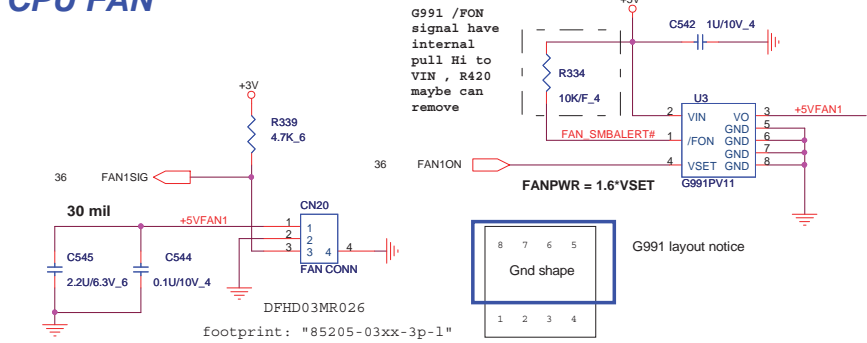 CPU FAN
G991 /FON
signal have
internal
pull Hi to
VIN , R420
maybe can
remove
+3V
C542 1U/10V_4
R334
10K/F_4
U3
2 VIN VO 3 +5VFAN1
GND 5
FAN_SMBALERT# 1 /FON GND 6
GND 7
36 FAN1ON 4 VSET GND 8
G991PV11
FANPWR = 1.6*VSET
+3V
R339
4.7K_6
36 FAN1SIG
30 mil
CN20
+5VFAN1 1 1
2 2
3 3 4 4
FAN CONN
C545
2.2U/6.3V_6
C544
0.1U/10V_4
DFHD03MR026
footprint: "85205-03xx-3p-l"
8 7 6 5
Gnd shape
1 2 3 4
G991 layout notice